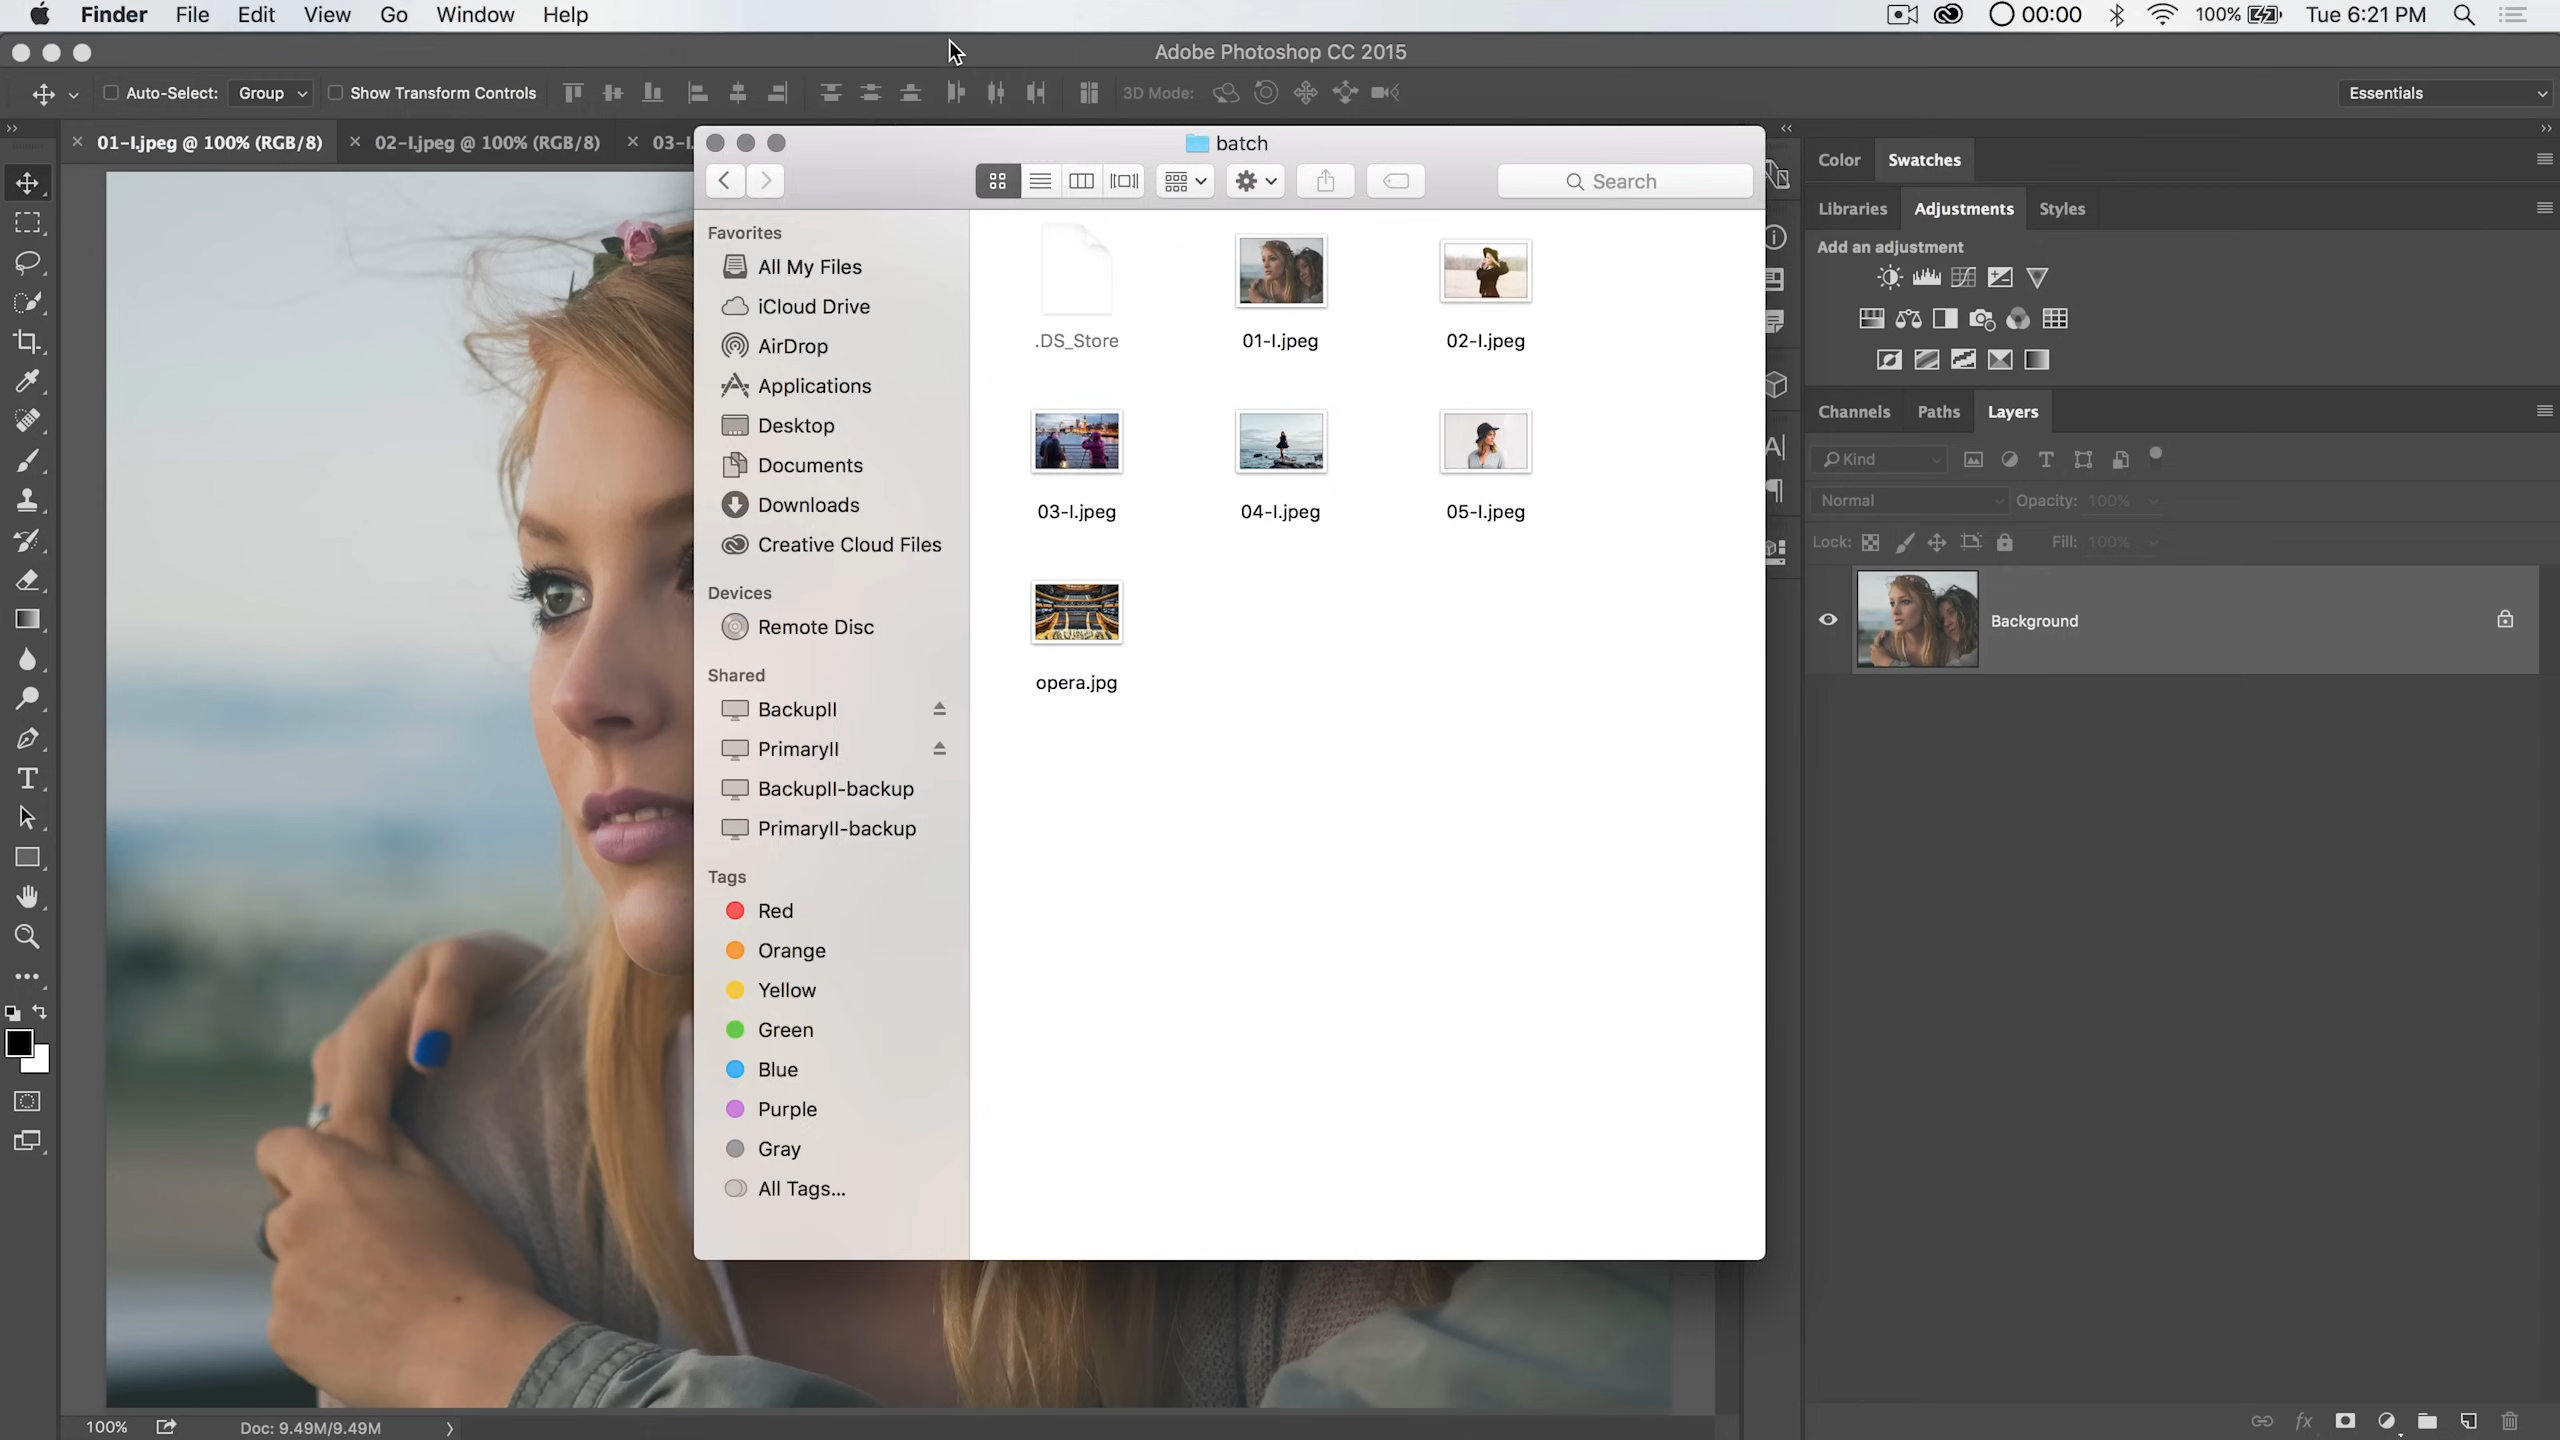 Finder File Edit View Go Window Help 00:00 100% Tue 6:21 PM
Adobe Photoshop CC 2015
Auto-Select: Group Show Transform Controls 3D Mode: Essentials
01-l.jpeg @ 100% (RGB/8) 02-l.jpeg @ 100% (RGB/8) 03-l.
batch
Search
Favorites
All My Files
iCloud Drive
AirDrop
Applications
Desktop
Documents
Downloads
Creative Cloud Files
Devices
Remote Disc
Shared
BackupII
PrimaryII
BackupII-backup
PrimaryII-backup
Tags
Red
Orange
Yellow
Green
Blue
Purple
Gray
All Tags...
.DS_Store 01-l.jpeg 02-l.jpeg
03-l.jpeg 04-l.jpeg 05-l.jpeg
opera.jpg
Color Swatches
Libraries Adjustments Styles
Add an adjustment
Channels Paths Layers
Kind
Normal Opacity: 100%
Lock: Fill: 100%
Background
fx
100% Doc: 9.49M/9.49M